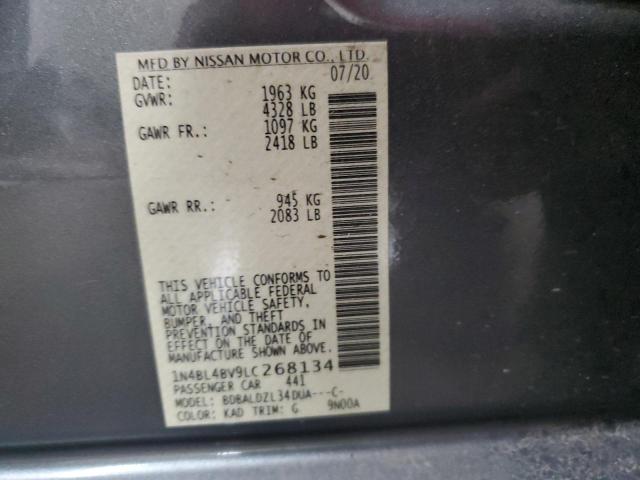 MFD BY NISSAN MOTOR CO., LTD.
DATE: 07/20
GVWR: 1963 KG
4328 LB
GAWR FR.: 1097 KG
2418 LB
GAWR RR.: 945 KG
2083 LB
THIS VEHICLE CONFORMS TO
ALL APPLICABLE FEDERAL
MOTOR VEHICLE SAFETY,
BUMPER, AND THEFT
PREVENTION STANDARDS IN
EFFECT ON THE DATE OF
MANUFACTURE SHOWN ABOVE.
1N4BL4BV9LC268134
PASSENGER CAR 441
MODEL: BDBALDZL34DUA---C-
COLOR: KAD TRIM: G 9N00A